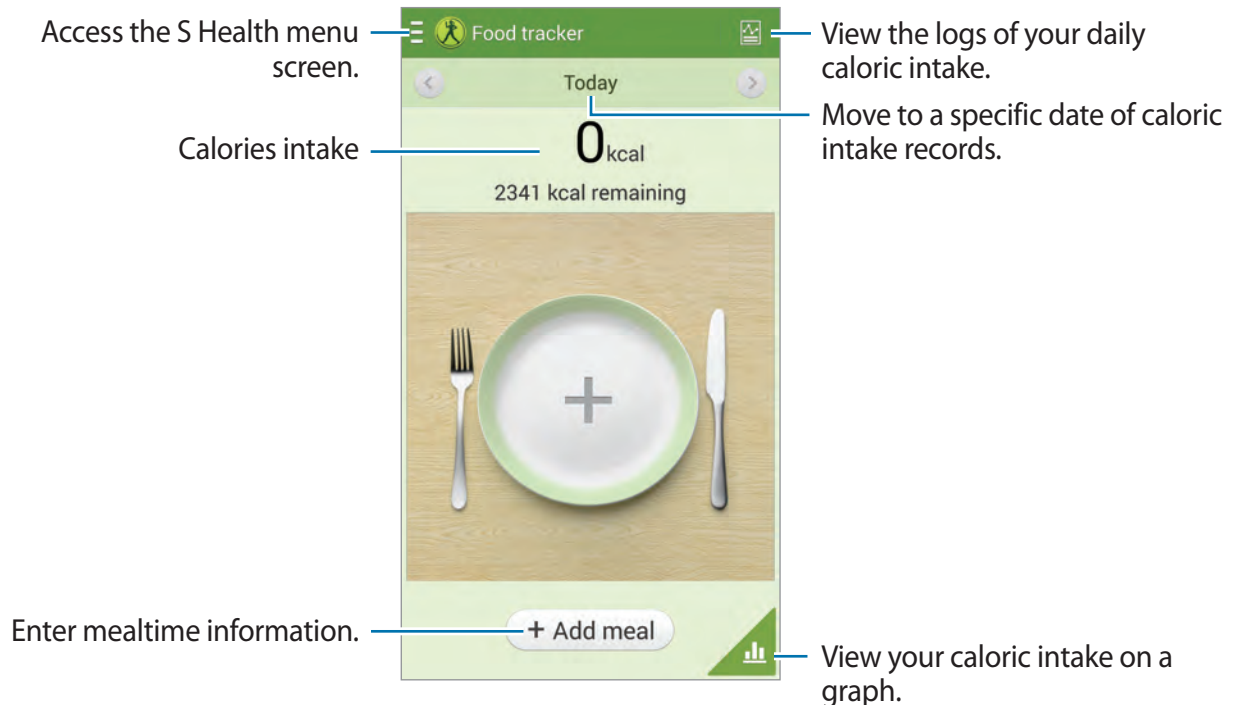 Access the S Health menu
screen.
Food tracker
View the logs of your daily
caloric intake.
Today
Move to a specific date of caloric
intake records.
Calories intake
0 kcal
2341 kcal remaining
+
Enter mealtime information.
+ Add meal
View your caloric intake on a
graph.